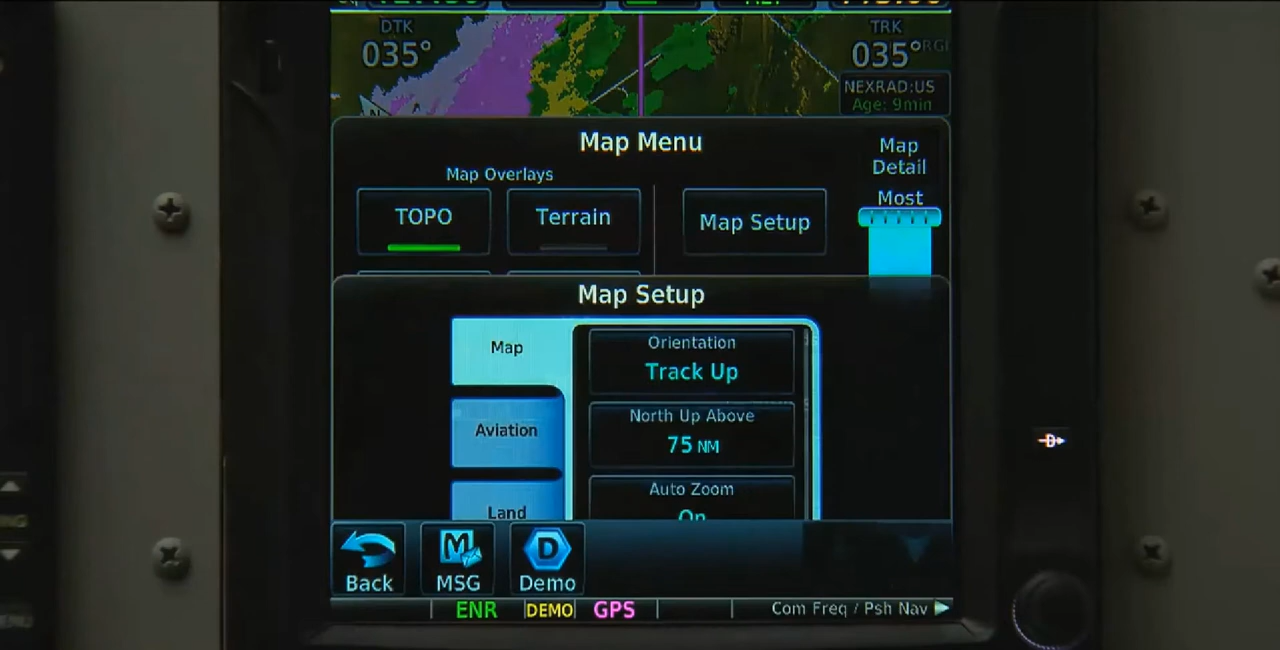 DTK
035°
TRK
035°
NEXRAD:US
Age: 9min
N
Map Menu
Map Overlays
Map
Detail
Most
TOPO
Terrain
Map Setup
Map Setup
Map
Orientation
Track Up
Aviation
North Up Above
75 NM
Land
Auto Zoom
On
Back
MSG
Demo
ENR
DEMO
GPS
Com Freq / Psh Nav
D